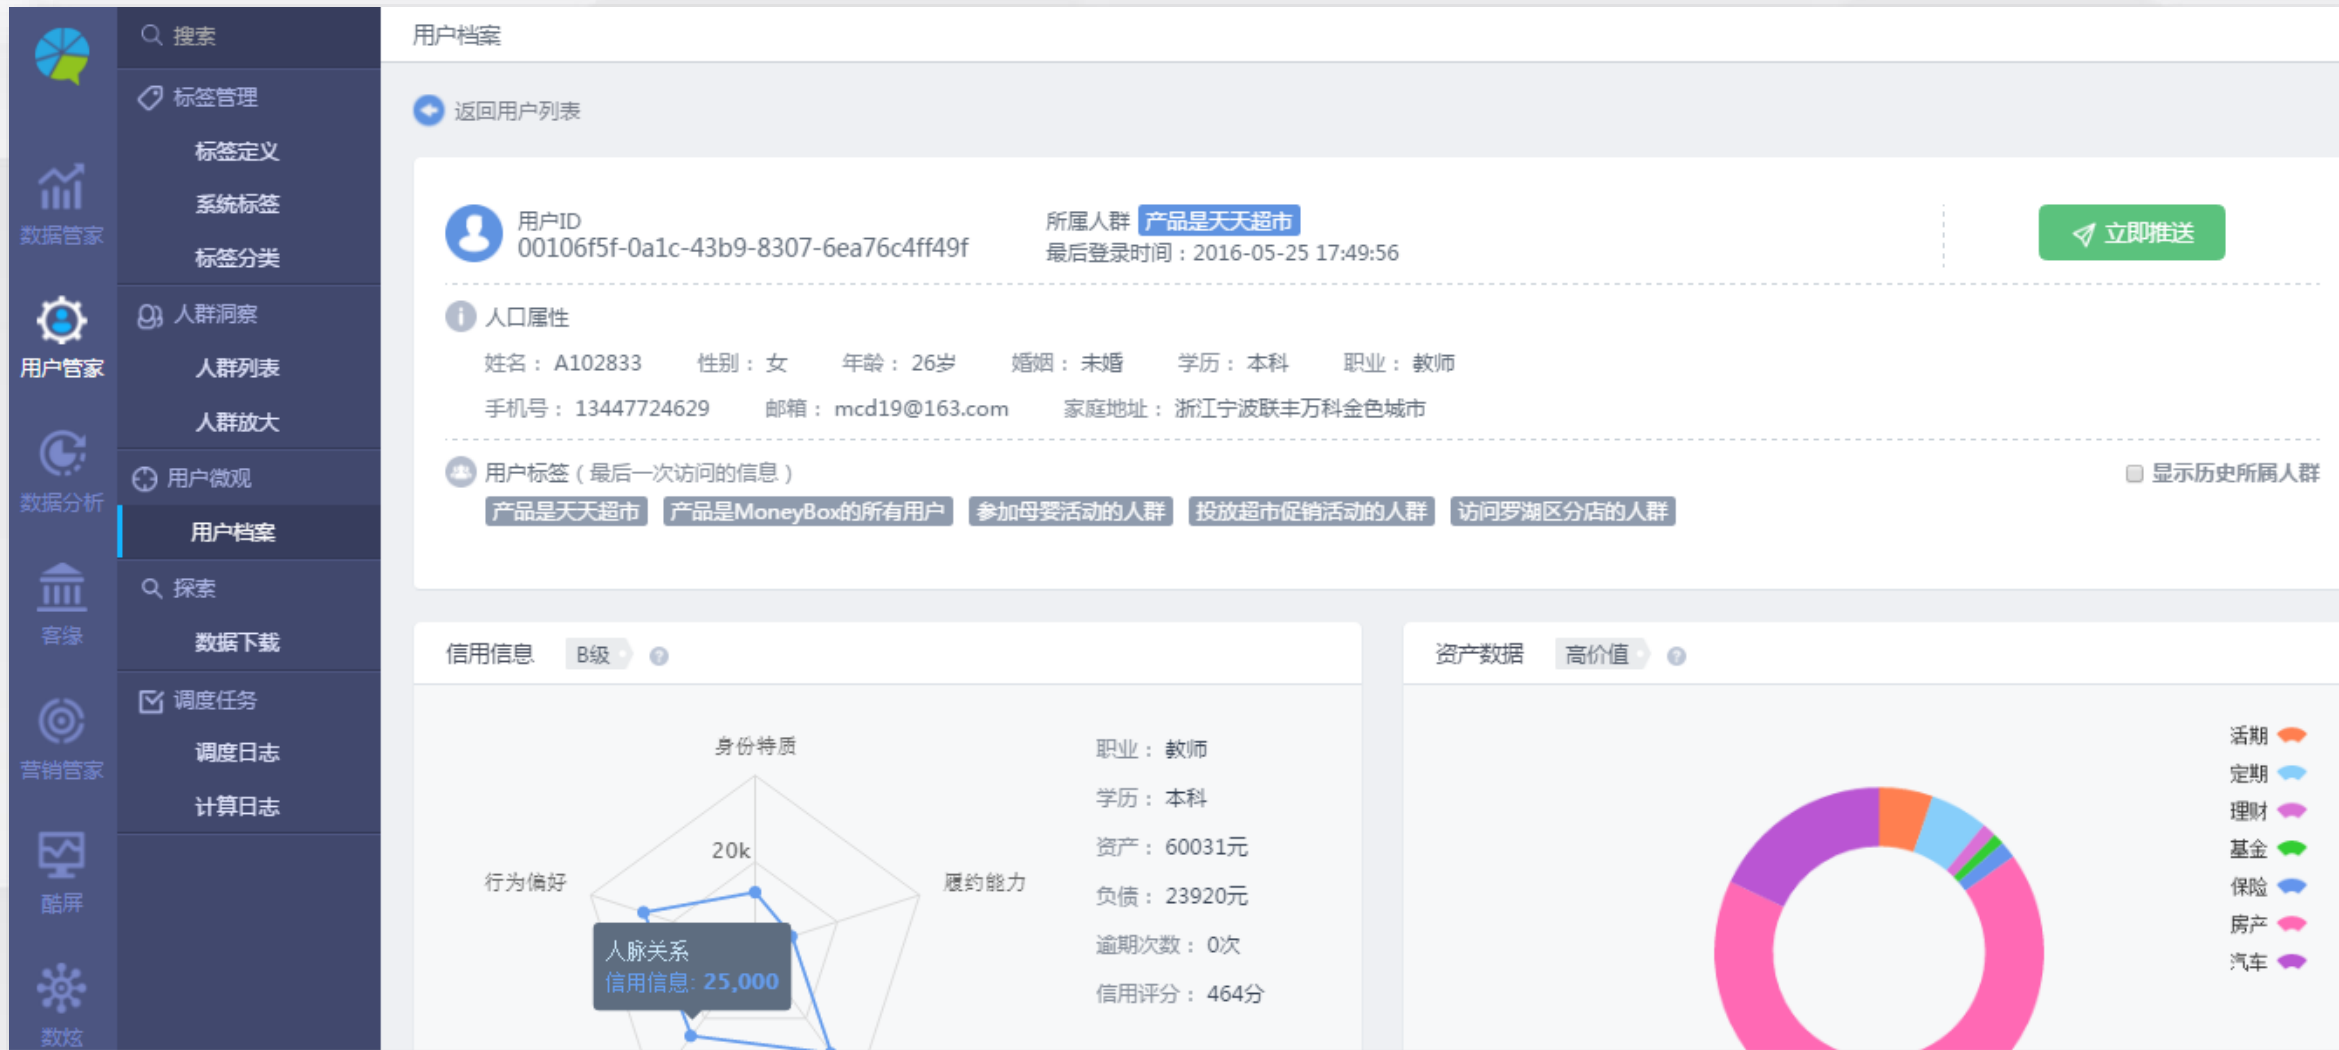 搜索
标签管理
标签定义
系统标签
标签分类
人群洞察
人群列表
人群放大
用户微观
用户档案
探索
数据下载
调度任务
调度日志
计算日志
数据管家
用户管家
数据分析
客缘
营销管家
酷屏
数炫
用户档案
返回用户列表
用户ID
00106f5f-0a1c-43b9-8307-6ea76c4ff49f
所属人群 产品是天天超市
最后登录时间：2016-05-25 17:49:56
立即推送
人口属性
姓名： A102833 性别： 女 年龄： 26岁 婚姻： 未婚 学历： 本科 职业： 教师
手机号： 13447724629 邮箱： mcd19@163.com 家庭地址： 浙江宁波联丰万科金色城市
用户标签（最后一次访问的信息）
显示历史所属人群
产品是天天超市 产品是MoneyBox的所有用户 参加母婴活动的人群 投放超市促销活动的人群 访问罗湖区分店的人群
信用信息 B级 ?
身份特质
20k
行为偏好
履约能力
人脉关系
信用信息: 25,000
职业： 教师
学历： 本科
资产： 60031元
负债： 23920元
逾期次数： 0次
信用评分： 464分
资产数据 高价值 ?
活期
定期
理财
基金
保险
房产
汽车